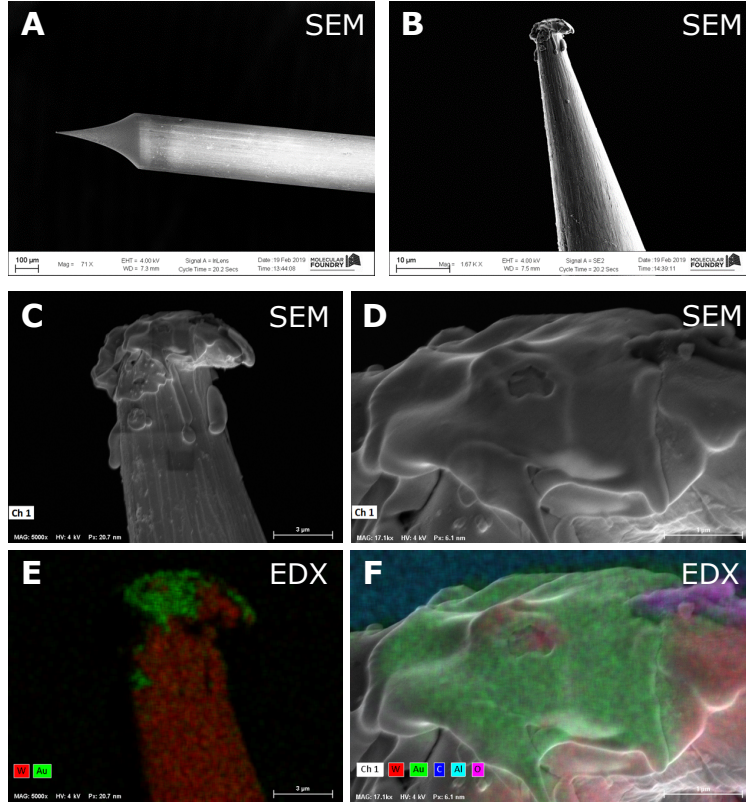 A SEM
100 µm Mag = 71 X EHT = 4.00 kV Signal A = InLens Date :19 Feb 2019 MOLECULAR
WD = 7.3 mm Cycle Time = 20.2 Secs Time :13:44:08 FOUNDRY
B SEM
10 µm Mag = 1.67 K X EHT = 4.00 kV Signal A = SE2 Date :19 Feb 2019 MOLECULAR
WD = 7.5 mm Cycle Time = 20.2 Secs Time :14:39:11 FOUNDRY
C SEM
Ch 1
MAG: 5000x HV: 4 kV Px: 20.7 nm 3 µm
D SEM
Ch 1
MAG: 17.1kx HV: 4 kV Px: 6.1 nm 1 µm
E EDX
W Au
MAG: 5000x HV: 4 kV Px: 20.7 nm 3 µm
F EDX
Ch 1 W Au C Al O
MAG: 17.1kx HV: 4 kV Px: 6.1 nm 1 µm